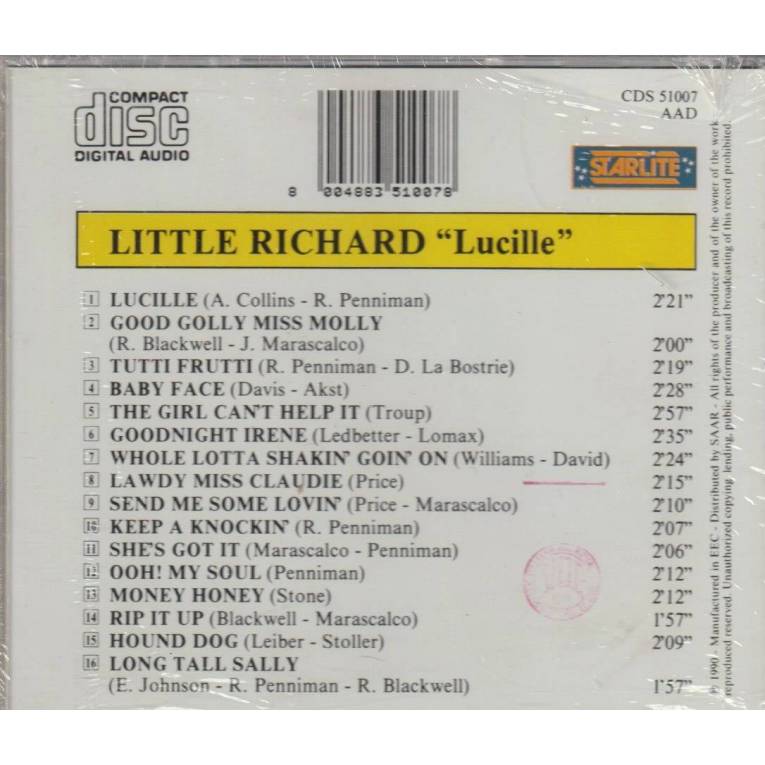 COMPACT
disc
DIGITAL AUDIO
8 004883 510078
CDS 51007
AAD
STARLITE
LITTLE RICHARD “Lucille”
1 LUCILLE (A. Collins - R. Penniman) 2'21”
2 GOOD GOLLY MISS MOLLY
(R. Blackwell - J. Marascalco) 2'00”
3 TUTTI FRUTTI (R. Penniman - D. La Bostrie) 2'19”
4 BABY FACE (Davis - Akst) 2'28”
5 THE GIRL CAN'T HELP IT (Troup) 2'57”
6 GOODNIGHT IRENE (Ledbetter - Lomax) 2'35”
7 WHOLE LOTTA SHAKIN' GOIN' ON (Williams - David) 2'24”
8 LAWDY MISS CLAUDIE (Price) 2'15”
9 SEND ME SOME LOVIN' (Price - Marascalco) 2'10”
10 KEEP A KNOCKIN' (R. Penniman) 2'07”
11 SHE'S GOT IT (Marascalco - Penniman) 2'06”
12 OOH! MY SOUL (Penniman) 2'12”
13 MONEY HONEY (Stone) 2'12”
14 RIP IT UP (Blackwell - Marascalco) 1'57”
15 HOUND DOG (Leiber - Stoller) 2'09”
16 LONG TALL SALLY
(E. Johnson - R. Penniman - R. Blackwell) 1'57”
℗ 1990 - Manufactured in EEC - Distributed by SAAR - All rights of the producer and of the owner of the work
reproduced reserved. Unauthorized copying lending, public performance and broadcasting of this record prohibited.